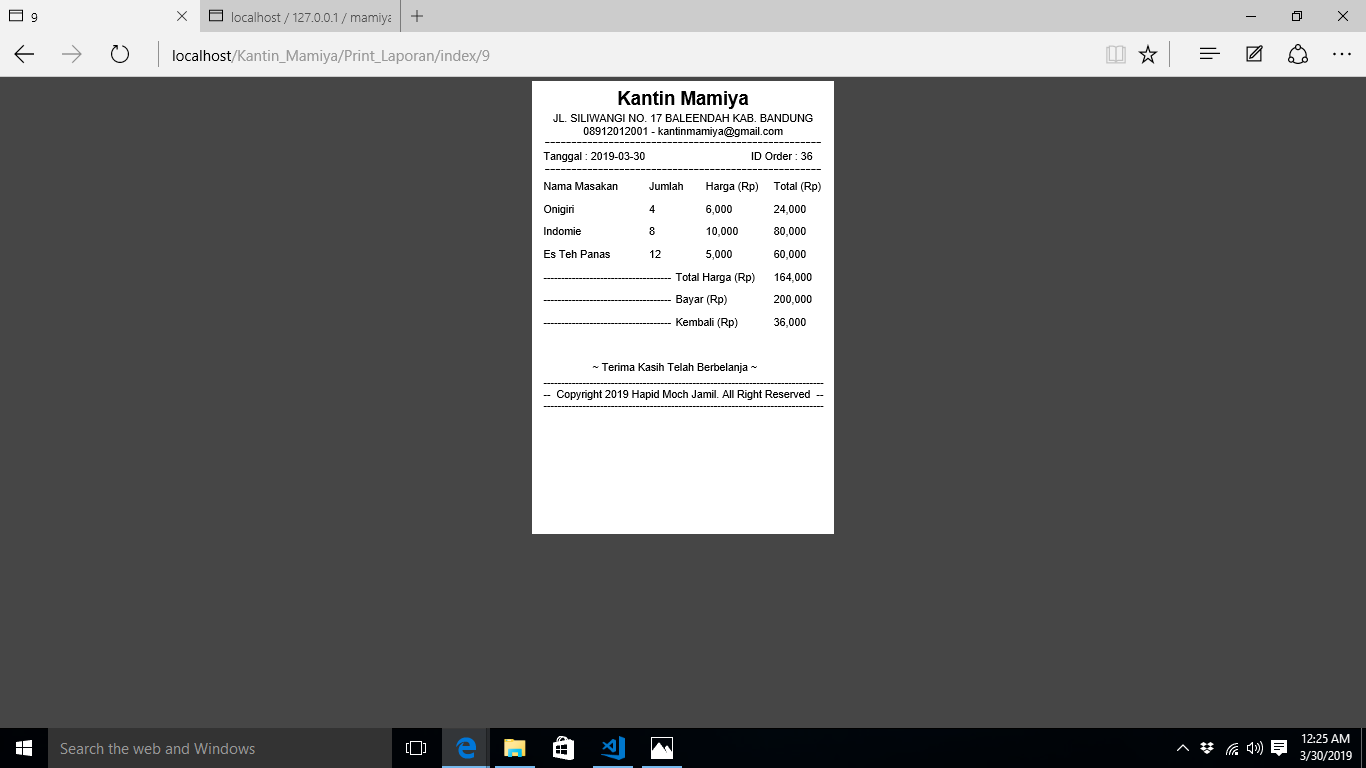 9
localhost / 127.0.0.1 / mamiya
localhost/Kantin_Mamiya/Print_Laporan/index/9
Kantin Mamiya
JL. SILIWANGI NO. 17 BALEENDAH KAB. BANDUNG
08912012001 - kantinmamiya@gmail.com
Tanggal : 2019-03-30 ID Order : 36
Nama Masakan Jumlah Harga (Rp) Total (Rp)
Onigiri 4 6,000 24,000
Indomie 8 10,000 80,000
Es Teh Panas 12 5,000 60,000
------------------------------------ Total Harga (Rp) 164,000
------------------------------------ Bayar (Rp) 200,000
------------------------------------ Kembali (Rp) 36,000
~ Terima Kasih Telah Berbelanja ~
-- Copyright 2019 Hapid Moch Jamil. All Right Reserved --
Search the web and Windows
12:25 AM
3/30/2019